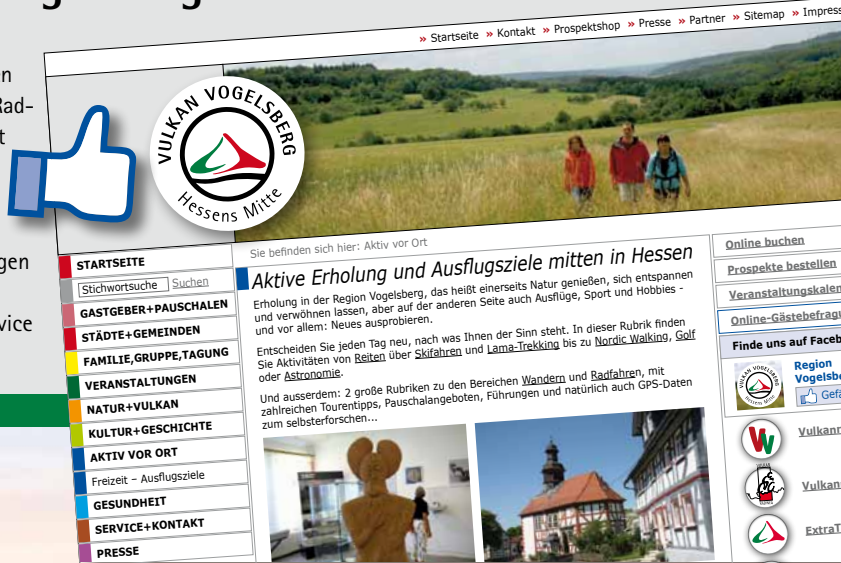 » Startseite » Kontakt » Prospektshop » Presse » Partner » Sitemap »
VULKAN VOGELSBERG
Hessens Mitte
STARTSEITE
Stichwortsuche Suchen
GASTGEBER+PAUSCHALEN
STÄDTE+GEMEINDEN
FAMILIE,GRUPPE,TAGUNG
VERANSTALTUNGEN
NATUR+VULKAN
KULTUR+GESCHICHTE
AKTIV VOR ORT
Freizeit – Ausflugsziele
GESUNDHEIT
SERVICE+KONTAKT
PRESSE
Sie befinden sich hier: Aktiv vor Ort
Aktive Erholung und Ausflugsziele mitten in Hessen
Erholung in der Region Vogelsberg, das heißt einerseits Natur genießen, sich entspannen
und verwöhnen lassen, aber auf der anderen Seite auch Ausflüge, Sport und Hobbies -
und vor allem: Neues ausprobieren.
Entscheiden Sie jeden Tag neu, nach was Ihnen der Sinn steht. In dieser Rubrik finden
Sie Aktivitäten von Reiten über Skifahren und Lama-Trekking bis zu Nordic Walking, Golf
oder Astronomie.
Und ausserdem: 2 große Rubriken zu den Bereichen Wandern und Radfahren, mit
zahlreichen Tourentipps, Pauschalangeboten, Führungen und natürlich auch GPS-Daten
zum selbsterforschen...
Online buchen
Prospekte bestellen
Veranstaltungskalen
Online-Gästebefragu
Finde uns auf Faceb
Region
Vogelsbe
Gefä
Vulkann
Vulkan
ExtraT